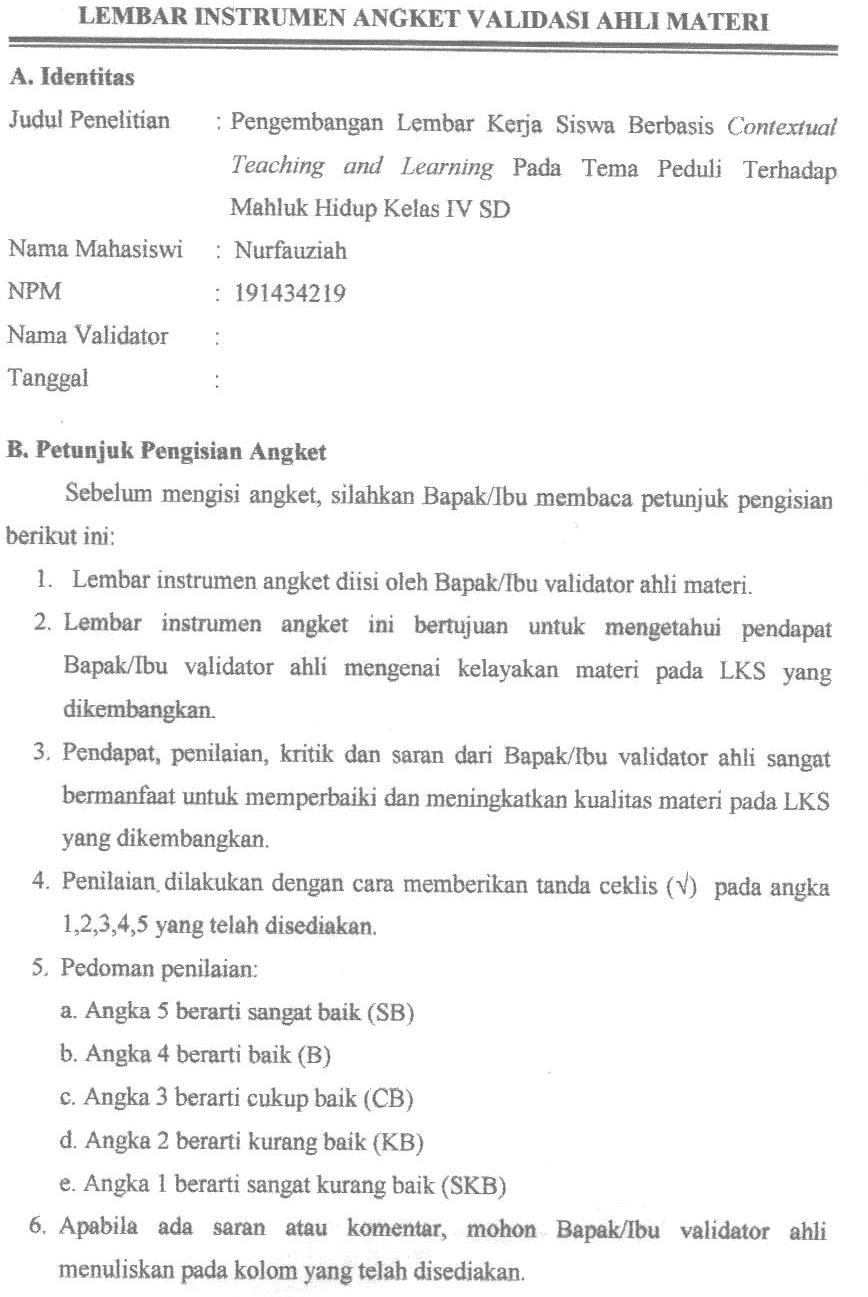 LEMBAR INSTRUMEN ANGKET VALIDASI AHLI MATERI
A. Identitas
Judul Penelitian : Pengembangan Lembar Kerja Siswa Berbasis Contextual
Teaching and Learning Pada Tema Peduli Terhadap
Mahluk Hidup Kelas IV SD
Nama Mahasiswi : Nurfauziah
NPM : 191434219
Nama Validator :
Tanggal :
B. Petunjuk Pengisian Angket
Sebelum mengisi angket, silahkan Bapak/Ibu membaca petunjuk pengisian
berikut ini:
1. Lembar instrumen angket diisi oleh Bapak/Ibu validator ahli materi.
2. Lembar instrumen angket ini bertujuan untuk mengetahui pendapat
Bapak/Ibu validator ahli mengenai kelayakan materi pada LKS yang
dikembangkan.
3. Pendapat, penilaian, kritik dan saran dari Bapak/Ibu validator ahli sangat
bermanfaat untuk memperbaiki dan meningkatkan kualitas materi pada LKS
yang dikembangkan.
4. Penilaian dilakukan dengan cara memberikan tanda ceklis (√) pada angka
1,2,3,4,5 yang telah disediakan.
5. Pedoman penilaian:
a. Angka 5 berarti sangat baik (SB)
b. Angka 4 berarti baik (B)
c. Angka 3 berarti cukup baik (CB)
d. Angka 2 berarti kurang baik (KB)
e. Angka 1 berarti sangat kurang baik (SKB)
6. Apabila ada saran atau komentar, mohon Bapak/Ibu validator ahli
menuliskan pada kolom yang telah disediakan.